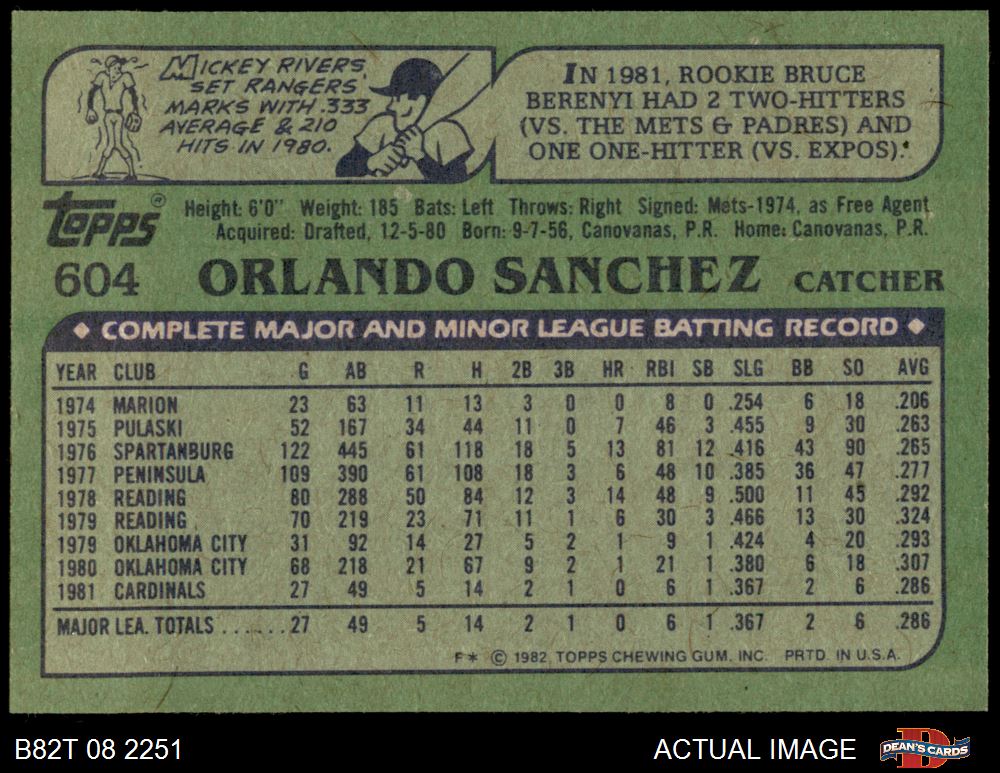 MICKEY RIVERS,
SET RANGERS
MARKS WITH .333
AVERAGE & 210
HITS IN 1980.
IN 1981, ROOKIE BRUCE
BERENYI HAD 2 TWO-HITTERS
(VS. THE METS & PADRES) AND
ONE ONE-HITTER (VS. EXPOS).
TOPPS®
Height: 6'0" Weight: 185 Bats: Left Throws: Right Signed: Mets-1974, as Free Agent
Acquired: Drafted, 12-5-80 Born: 9-7-56, Canovanas, P.R. Home: Canovanas, P.R.
604 ORLANDO SANCHEZ CATCHER
◆ COMPLETE MAJOR AND MINOR LEAGUE BATTING RECORD ◆
YEAR CLUB G AB R H 2B 3B HR RBI SB SLG BB SO AVG
1974 MARION 23 63 11 13 3 0 0 8 0 .254 6 18 .206
1975 PULASKI 52 167 34 44 11 0 7 46 3 .455 9 30 .263
1976 SPARTANBURG 122 445 61 118 18 5 13 81 12 .416 43 90 .265
1977 PENINSULA 109 390 61 108 18 3 6 48 10 .385 36 47 .277
1978 READING 80 288 50 84 12 3 14 48 9 .500 11 45 .292
1979 READING 70 219 23 71 11 1 6 30 3 .466 13 30 .324
1979 OKLAHOMA CITY 31 92 14 27 5 2 1 9 1 .424 4 20 .293
1980 OKLAHOMA CITY 68 218 21 67 9 2 1 21 1 .380 6 18 .307
1981 CARDINALS 27 49 5 14 2 1 0 6 1 .367 2 6 .286
MAJOR LEA. TOTALS ......27 49 5 14 2 1 0 6 1 .367 2 6 .286
F* © 1982 TOPPS CHEWING GUM, INC. PRTD. IN U.S.A.
B82T 08 2251 ACTUAL IMAGE DEAN'S CARDS